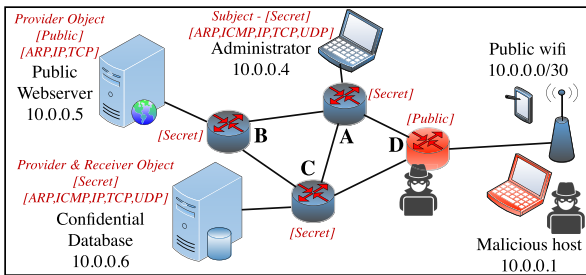 Provider Object
[Public]
[ARP,IP,TCP]
Public
Webserver
10.0.0.5
Subject - [Secret]
[ARP,ICMP,IP,TCP,UDP]
Administrator
10.0.0.4
Public wifi
10.0.0.0/30
[Secret]
A
[Secret]
B
[Public]
D
Provider & Receiver Object
[Secret]
[ARP,ICMP,IP,TCP,UDP]
Confidential
Database
10.0.0.6
C
[Secret]
Malicious host
10.0.0.1